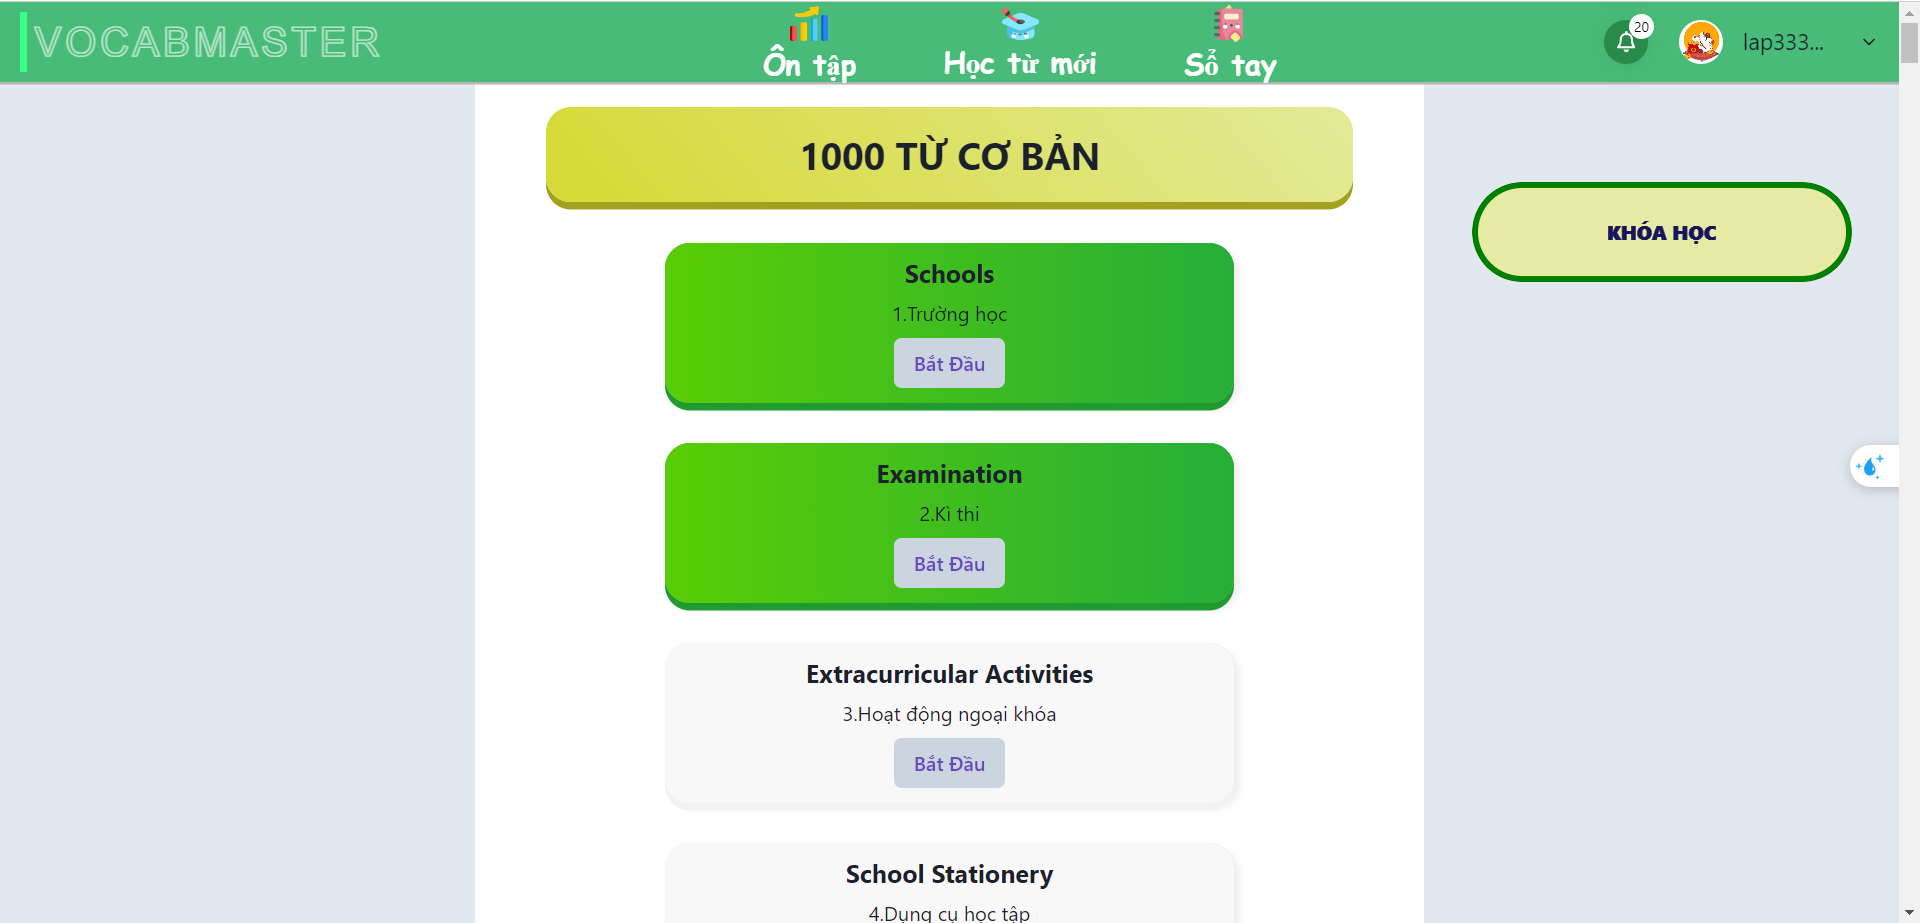 VOCABMASTER
Ôn tập
Học từ mới
Sổ tay
20
lap333...
1000 TỪ CƠ BẢN
KHÓA HỌC
Schools
1.Trường học
Bắt Đầu
Examination
2.Kì thi
Bắt Đầu
Extracurricular Activities
3.Hoạt động ngoại khóa
Bắt Đầu
School Stationery
4.Dụng cụ học tập